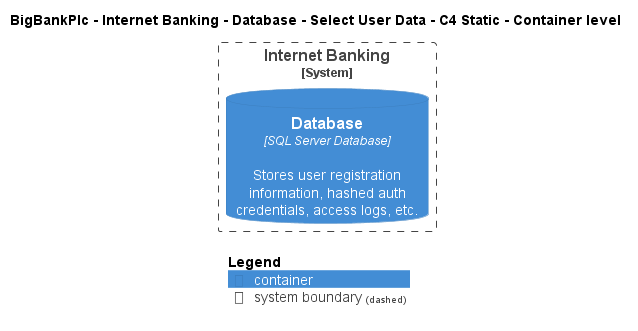 BigBankPlc - Internet Banking - Database - Select User Data - C4 Static - Container level
Internet Banking
[System]
Database
[SQL Server Database]
Stores user registration
information, hashed auth
credentials, access logs, etc.
Legend
container
system boundary (dashed)